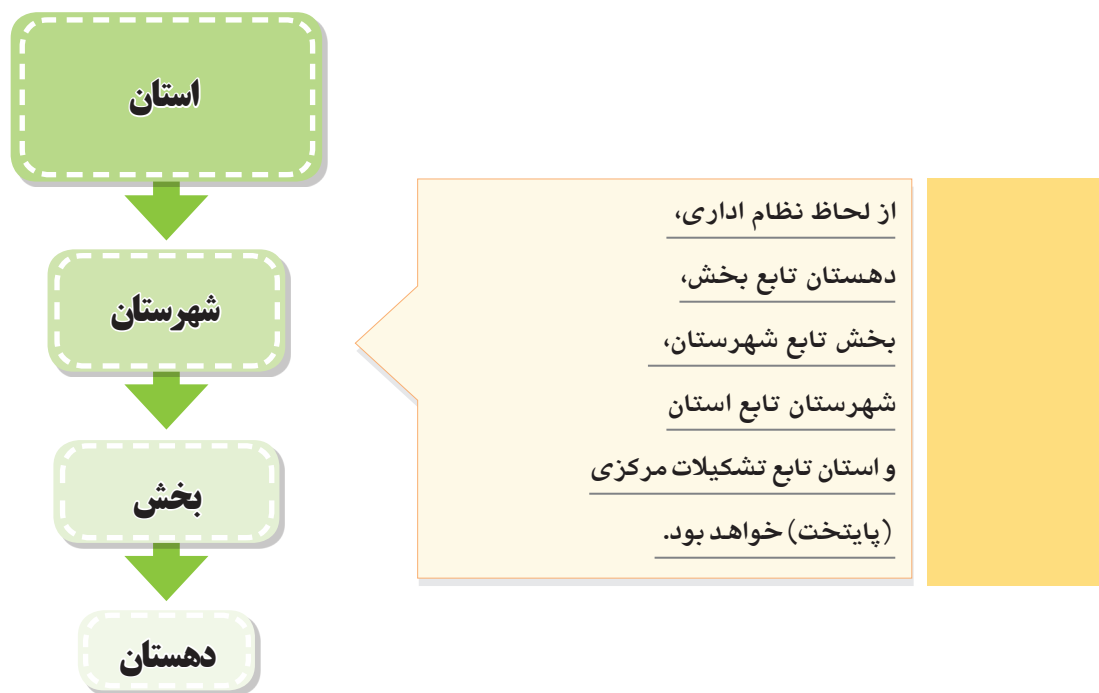 استان
شهرستان
بخش
دهستان
از لحاظ نظام اداری،
دهستان تابع بخش،
بخش تابع شهرستان،
شهرستان تابع استان
و استان تابع تشکیلات مرکزی
(پایتخت) خواهد بود.